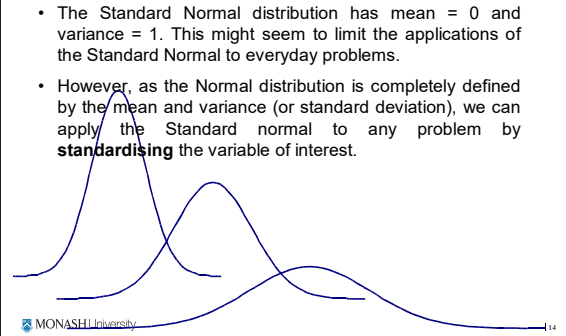 • The Standard Normal distribution has mean = 0 and
variance = 1. This might seem to limit the applications of
the Standard Normal to everyday problems.
• However, as the Normal distribution is completely defined
by the mean and variance (or standard deviation), we can
apply the Standard normal to any problem by
standardising the variable of interest.
MONASH University
14